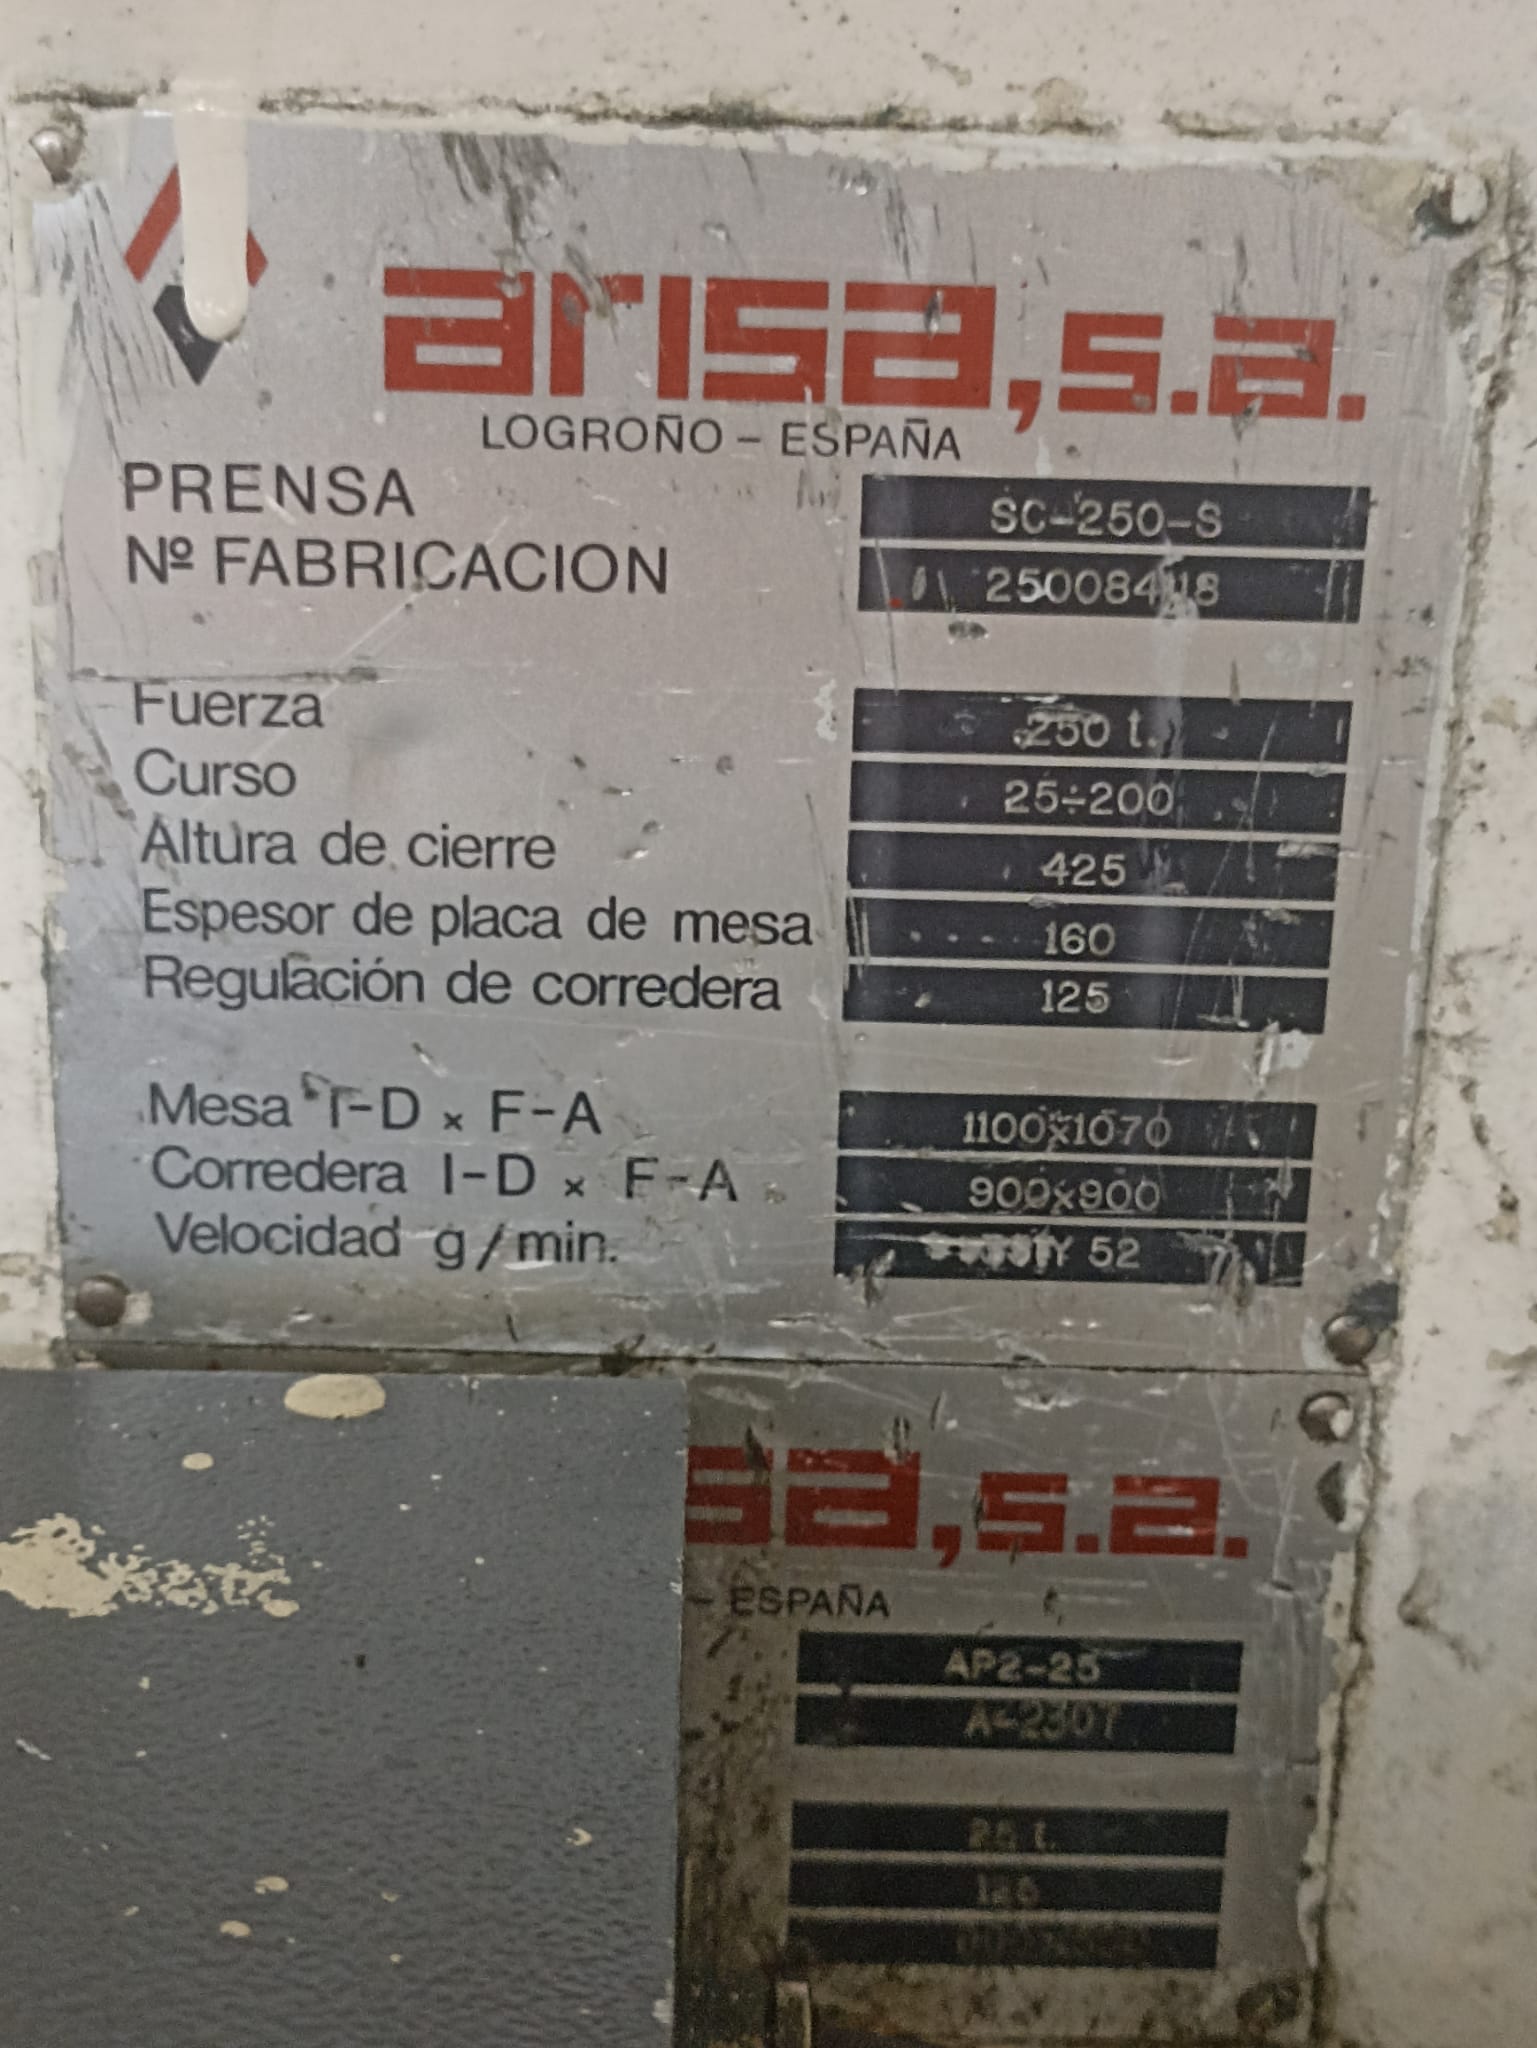 arisa, s.a.
LOGROÑO - ESPAÑA
PRENSA SC-250-S
Nº FABRICACION
Fuerza 250 t.
Curso 25÷200
Altura de cierre 425
Espesor de placa de mesa 160
Regulación de corredera 125
Mesa I-D x F-A 1100x1070
Corredera I-D x F-A 900x900
Velocidad g/min. 52
sa, s.a.
- ESPAÑA
AP2-25
A-2307